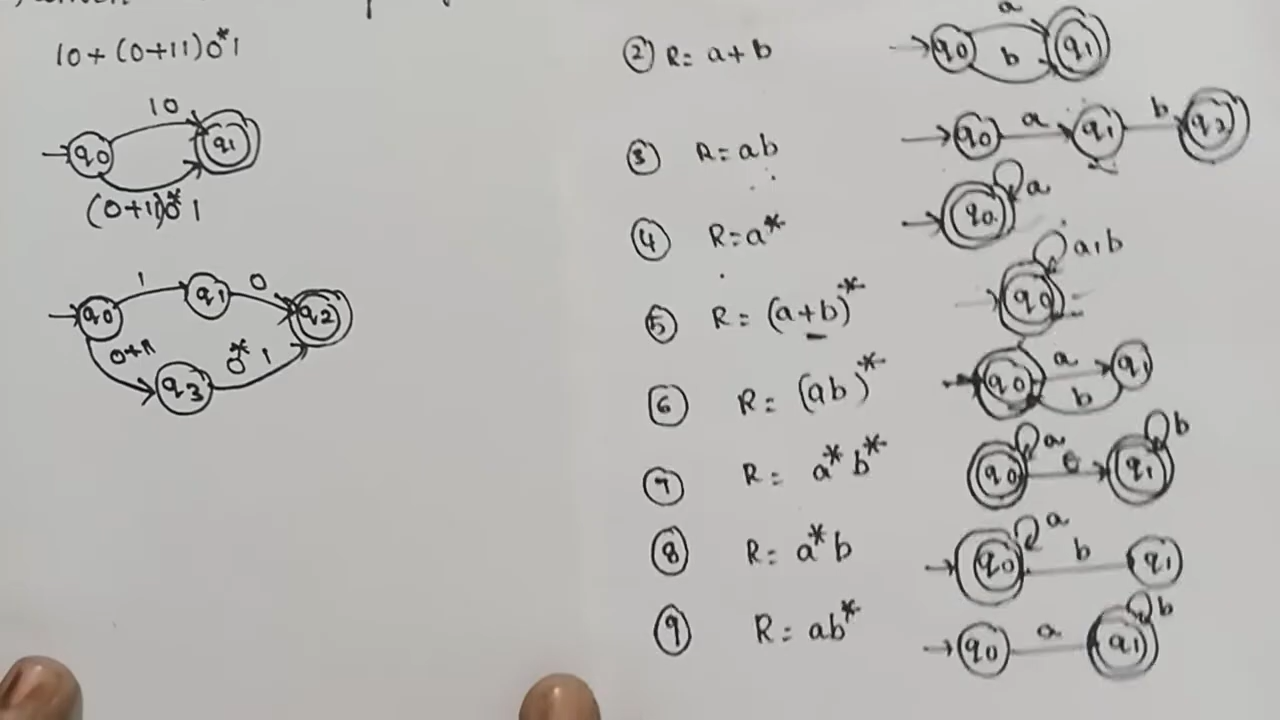 10 + (0+11)0*1
10
q0 q1
(0+11)0*1
1 0
q0 q1 q2
0+11 0* 1
q3
② R = a + b
a
q0 b q1
③ R = ab
q0 a q1 b q2
④ R = a*
q0 a
⑤ R = (a+b)*
q0 a,b
⑥ R = (ab)*
q0 a q1
b
⑦ R = a* b*
q0 a q1 b
⑧ R = a* b
q0 a b q1
⑨ R = ab*
q0 a q1 b